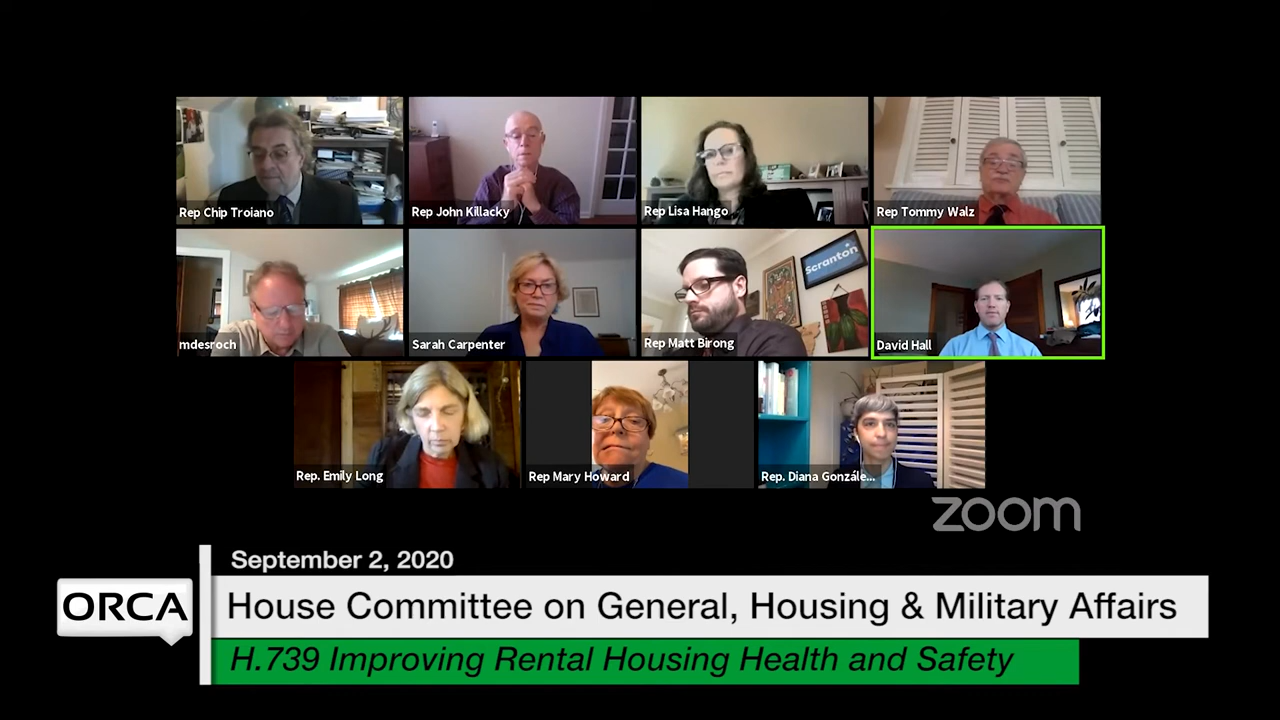 Rep Chip Troiano
Rep John Killacky
Rep Lisa Hango
Rep Tommy Walz
mdesroch
Sarah Carpenter
Rep Matt Birong
Scranton
David Hall
Rep. Emily Long
Rep Mary Howard
Rep. Diana Gonzále...
zoom
September 2, 2020
ORCA
House Committee on General, Housing & Military Affairs
H.739 Improving Rental Housing Health and Safety